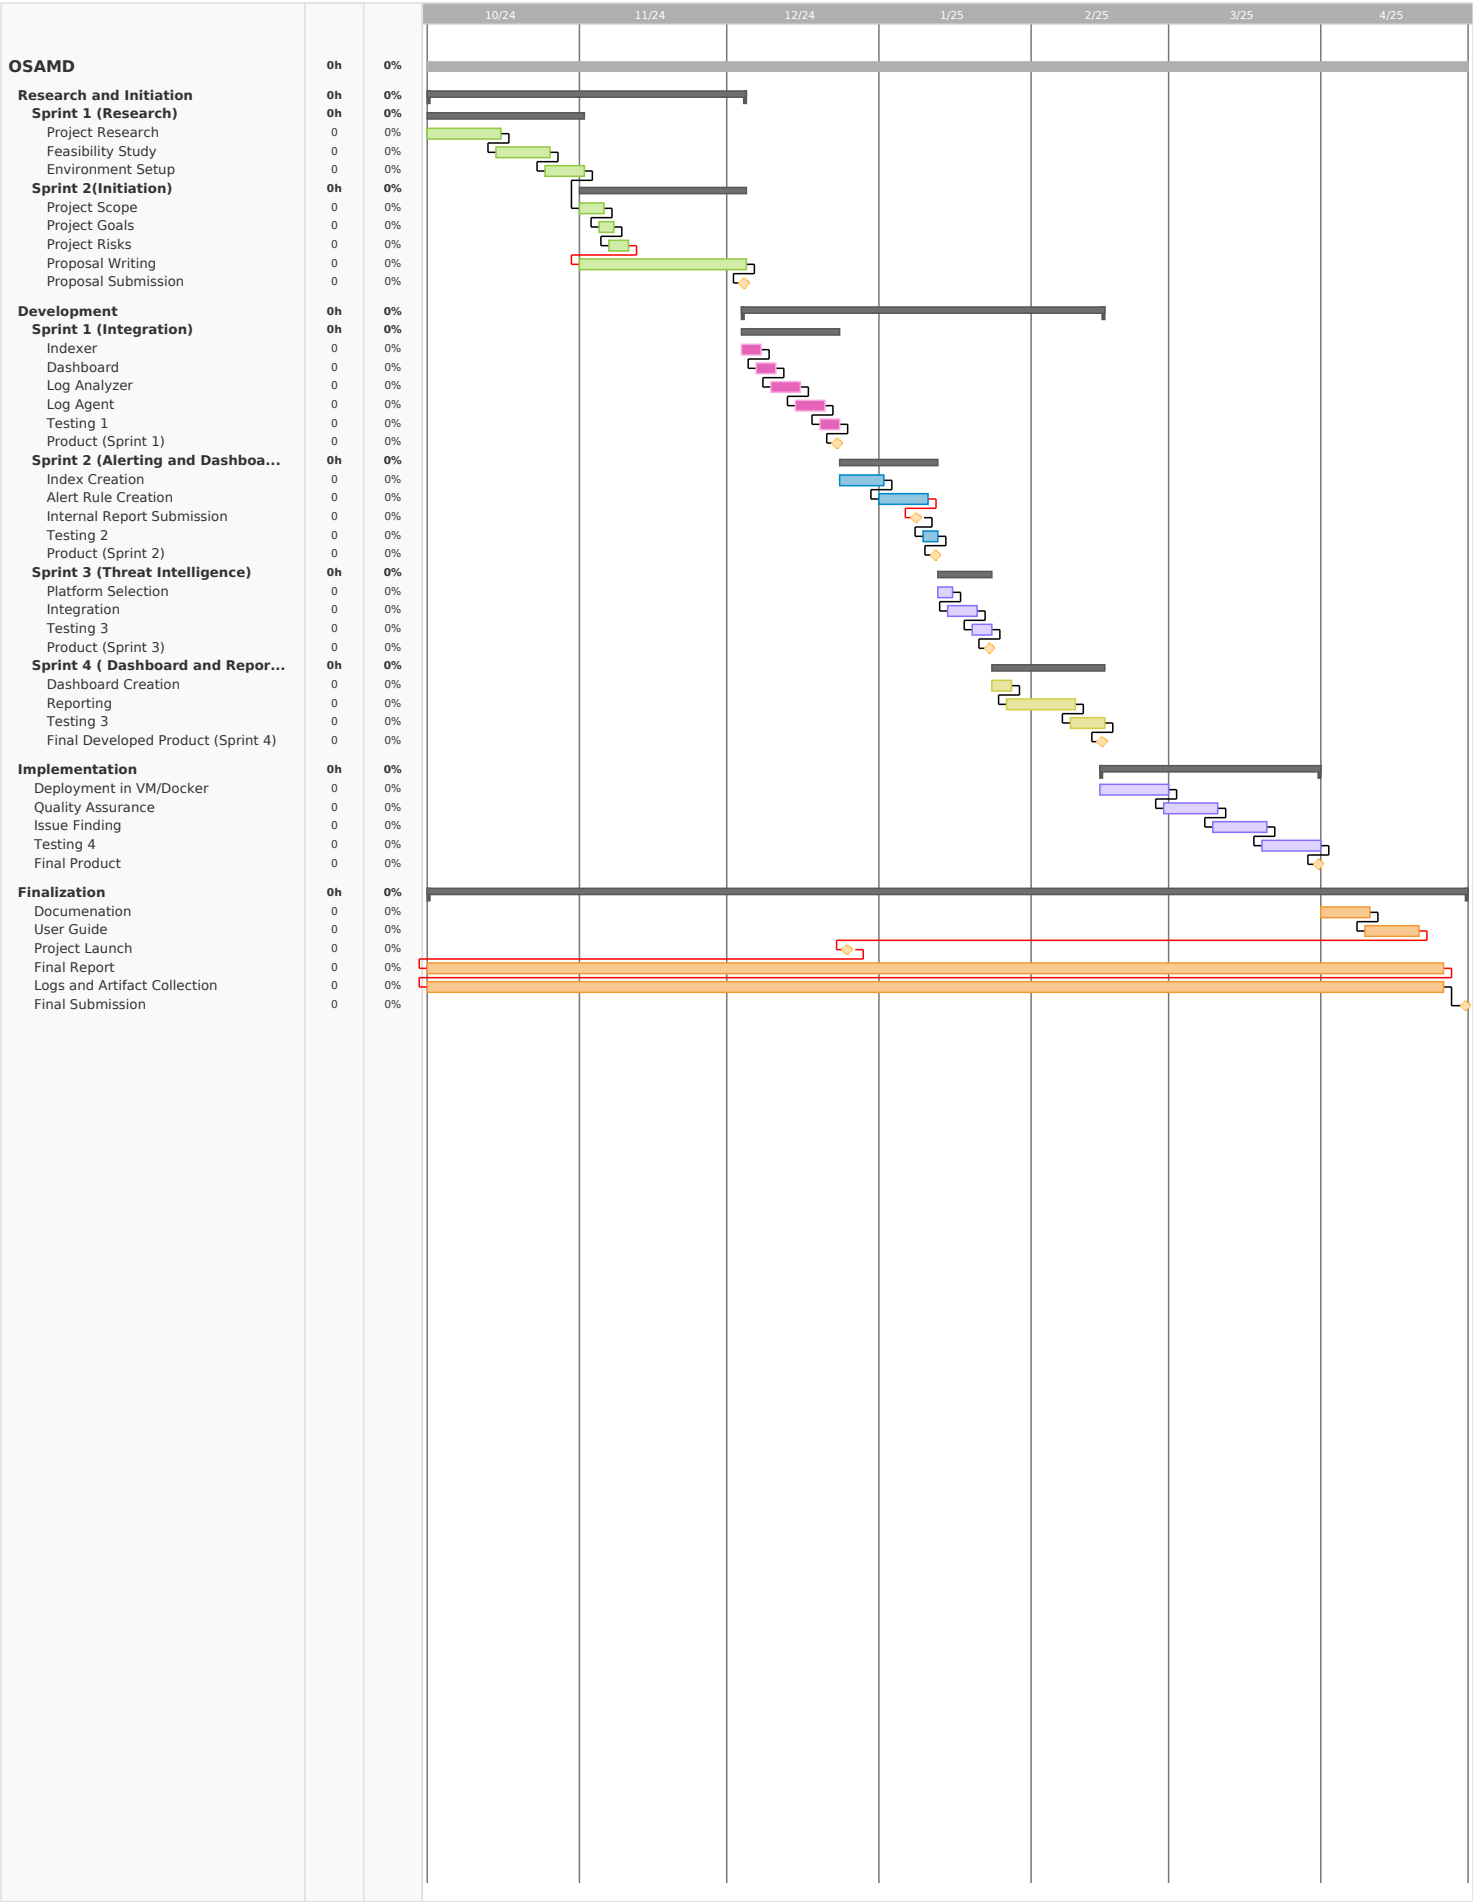 10/24 11/24 12/24 1/25 2/25 3/25 4/25
OSAMD 0h 0%
Research and Initiation 0h 0%
Sprint 1 (Research) 0h 0%
Project Research 0 0%
Feasibility Study 0 0%
Environment Setup 0 0%
Sprint 2(Initiation) 0h 0%
Project Scope 0 0%
Project Goals 0 0%
Project Risks 0 0%
Proposal Writing 0 0%
Proposal Submission 0 0%
Development 0h 0%
Sprint 1 (Integration) 0h 0%
Indexer 0 0%
Dashboard 0 0%
Log Analyzer 0 0%
Log Agent 0 0%
Testing 1 0 0%
Product (Sprint 1) 0 0%
Sprint 2 (Alerting and Dashboa... 0h 0%
Index Creation 0 0%
Alert Rule Creation 0 0%
Internal Report Submission 0 0%
Testing 2 0 0%
Product (Sprint 2) 0 0%
Sprint 3 (Threat Intelligence) 0h 0%
Platform Selection 0 0%
Integration 0 0%
Testing 3 0 0%
Product (Sprint 3) 0 0%
Sprint 4 ( Dashboard and Repor... 0h 0%
Dashboard Creation 0 0%
Reporting 0 0%
Testing 3 0 0%
Final Developed Product (Sprint 4) 0 0%
Implementation 0h 0%
Deployment in VM/Docker 0 0%
Quality Assurance 0 0%
Issue Finding 0 0%
Testing 4 0 0%
Final Product 0 0%
Finalization 0h 0%
Documenation 0 0%
User Guide 0 0%
Project Launch 0 0%
Final Report 0 0%
Logs and Artifact Collection 0 0%
Final Submission 0 0%